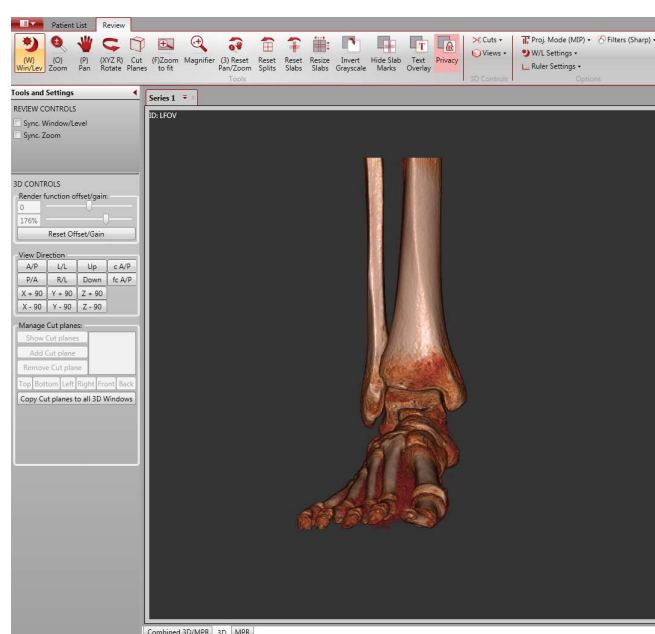 Patient List Review
(W) Win/Lev
(O) Zoom
(P) Pan
(XYZ R) Rotate
Cut Planes
(F)Zoom to fit
Magnifier
(3) Reset Pan/Zoom
Reset Splits
Reset Slabs
Resize Slabs
Invert Grayscale
Hide Slab Marks
Text Overlay
Privacy
Cuts
Views
Proj. Mode (MIP)
Filters (Sharp)
W/L Settings
Ruler Settings
Tools
3D Controls
Options
Tools and Settings
REVIEW CONTROLS
Sync. Window/Level
Sync. Zoom
3D CONTROLS
Render function offset/gain:
0
176%
Reset Offset/Gain
View Direction
A/P L/L Up c A/P
P/A R/L Down fc A/P
X + 90 Y + 90 Z + 90
X - 90 Y - 90 Z - 90
Manage Cut planes:
Show Cut planes
Add Cut plane
Remove Cut plane
Top Bottom Left Right Front Back
Copy Cut planes to all 3D Windows
Series 1
ID: LFOV
Combined 3D/MPR 3D MPR